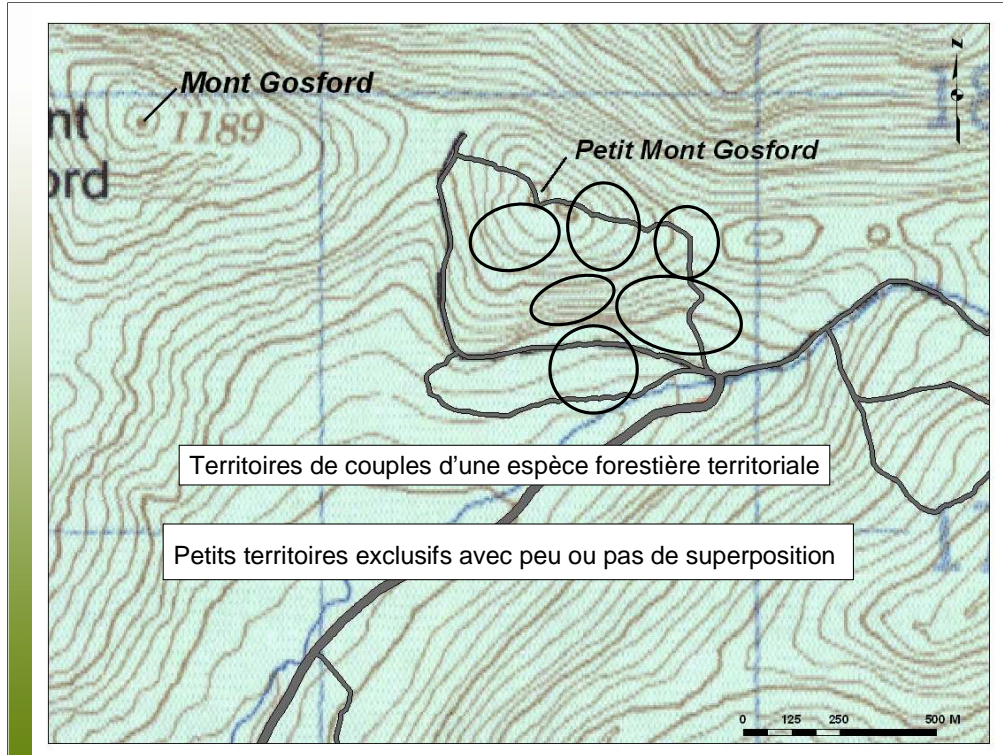 Mont Gosford
1189
nt
ord
Petit Mont Gosford
Territoires de couples d'une espèce forestière territoriale
Petits territoires exclusifs avec peu ou pas de superposition
0 125 250 500 M